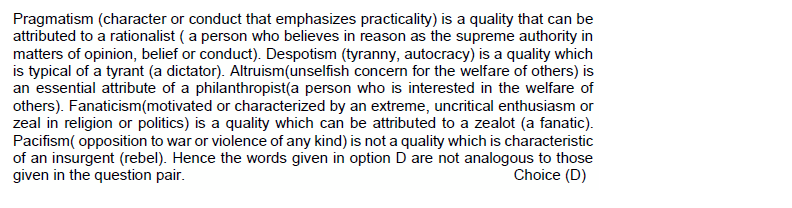 Pragmatism (character or conduct that emphasizes practicality) is a quality that can be
attributed to a rationalist ( a person who believes in reason as the supreme authority in
matters of opinion, belief or conduct). Despotism (tyranny, autocracy) is a quality which
is typical of a tyrant (a dictator). Altruism(unselfish concern for the welfare of others) is
an essential attribute of a philanthropist(a person who is interested in the welfare of
others). Fanaticism(motivated or characterized by an extreme, uncritical enthusiasm or
zeal in religion or politics) is a quality which can be attributed to a zealot (a fanatic).
Pacifism( opposition to war or violence of any kind) is not a quality which is characteristic
of an insurgent (rebel). Hence the words given in option D are not analogous to those
given in the question pair. Choice (D)